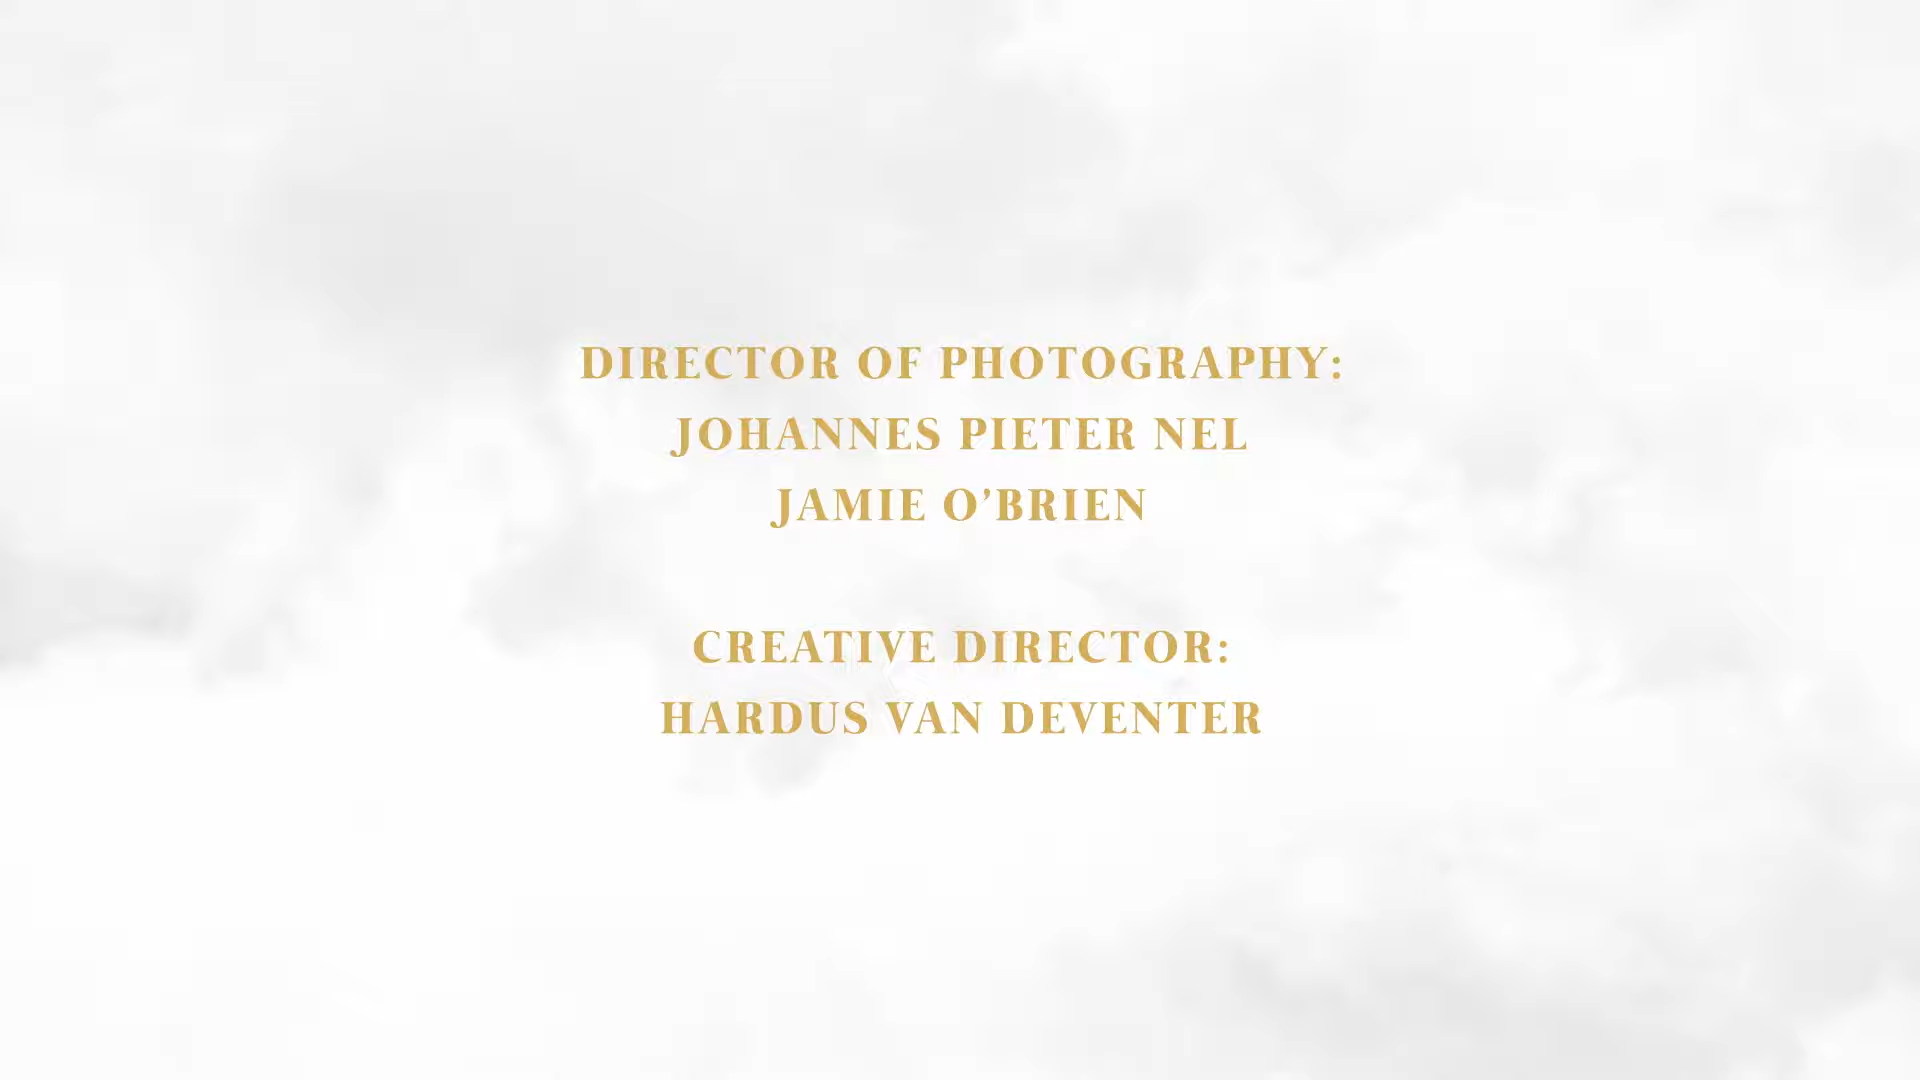 DIRECTOR OF PHOTOGRAPHY:
JOHANNES PIETER NEL
JAMIE O’BRIEN
CREATIVE DIRECTOR:
HARDUS VAN DEVENTER